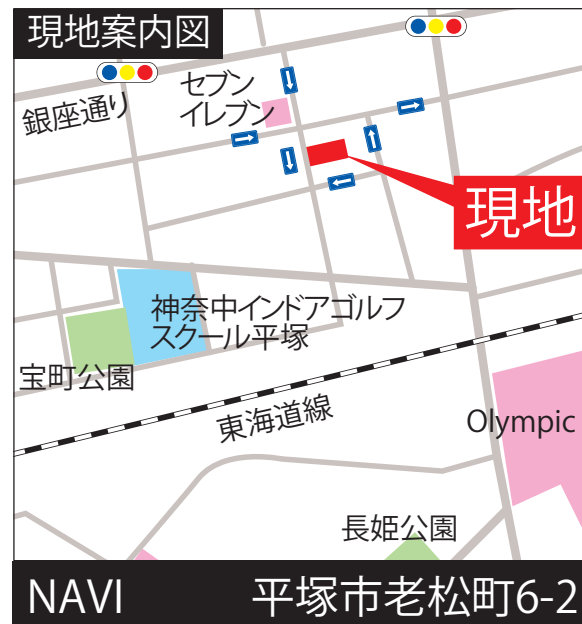 現地案内図
銀座通り
セブン
イレブン
現地
神奈中インドアゴルフ
スクール平塚
宝町公園
東海道線
Olympic
長姫公園
NAVI 平塚市老松町6-2